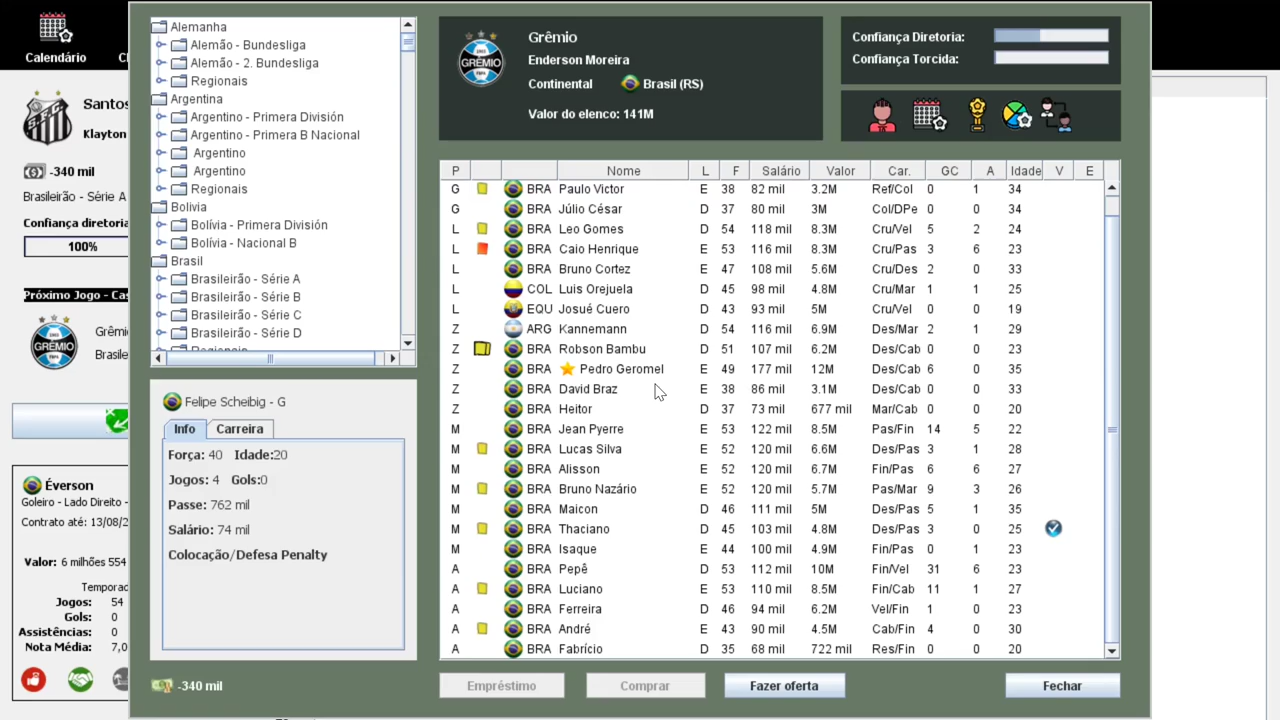 Calendário
Santos
Klayton
-340 mil
Brasileirão - Série A
Confiança diretoria
100%
Próximo Jogo - Cas
GRÊMIO
Grêmio
Brasile
Éverson
Goleiro - Lado Direito -
Contrato até: 13/08/2
Valor: 6 milhões 554
Temporad
Jogos: 54
Gols: 0
Assistências: 0
Nota Média: 7,0
Alemanha
Alemão - Bundesliga
Alemão - 2. Bundesliga
Regionais
Argentina
Argentino - Primera División
Argentino - Primera B Nacional
Argentino
Argentino
Regionais
Bolivia
Bolívia - Primera División
Bolívia - Nacional B
Brasil
Brasileirão - Série A
Brasileirão - Série B
Brasileirão - Série C
Brasileirão - Série D
Regionais
Felipe Scheibig - G
Info Carreira
Força: 40 Idade:20
Jogos: 4 Gols:0
Passe: 762 mil
Salário: 74 mil
Colocação/Defesa Penalty
-340 mil
GRÊMIO
Grêmio
Enderson Moreira
Continental Brasil (RS)
Valor do elenco: 141M
Confiança Diretoria:
Confiança Torcida:
P Nome L F Salário Valor Car. GC A Idade V E
G BRA Paulo Victor E 38 82 mil 3.2M Ref/Col 0 1 34
G BRA Júlio César D 37 80 mil 3M Col/DPe 0 0 34
L BRA Leo Gomes D 54 118 mil 8.3M Cru/Vel 5 2 24
L BRA Caio Henrique E 53 116 mil 8.3M Cru/Pas 3 6 23
L BRA Bruno Cortez E 47 108 mil 5.6M Cru/Des 2 0 33
L COL Luis Orejuela D 45 98 mil 4.8M Cru/Mar 1 1 25
L EQU Josué Cuero D 43 93 mil 5M Cru/Vel 0 0 19
Z ARG Kannemann D 54 116 mil 6.9M Des/Mar 2 1 29
Z BRA Robson Bambu D 51 107 mil 6.2M Des/Cab 0 0 23
Z BRA Pedro Geromel E 49 177 mil 12M Des/Cab 6 0 35
Z BRA David Braz E 38 86 mil 3.1M Des/Cab 0 0 33
Z BRA Heitor D 37 73 mil 677 mil Mar/Cab 0 0 20
M BRA Jean Pyerre E 53 122 mil 8.5M Pas/Fin 14 5 22
M BRA Lucas Silva E 52 120 mil 6.6M Des/Pas 3 1 28
M BRA Alisson E 52 120 mil 6.7M Fin/Pas 6 6 27
M BRA Bruno Nazário E 52 120 mil 5.7M Pas/Mar 9 3 26
M BRA Maicon D 46 111 mil 5M Des/Pas 5 1 35
M BRA Thaciano D 45 103 mil 4.8M Des/Pas 3 0 25
M BRA Isaque E 44 100 mil 4.9M Fin/Pas 0 1 23
A BRA Pepê D 53 112 mil 10M Fin/Vel 31 6 23
A BRA Luciano E 53 110 mil 8.5M Fin/Cab 11 1 27
A BRA Ferreira D 46 94 mil 6.2M Vel/Fin 1 0 23
A BRA André E 43 90 mil 4.5M Cab/Fin 4 0 30
A BRA Fabrício D 35 68 mil 722 mil Res/Fin 0 0 20
Empréstimo Comprar Fazer oferta Fechar